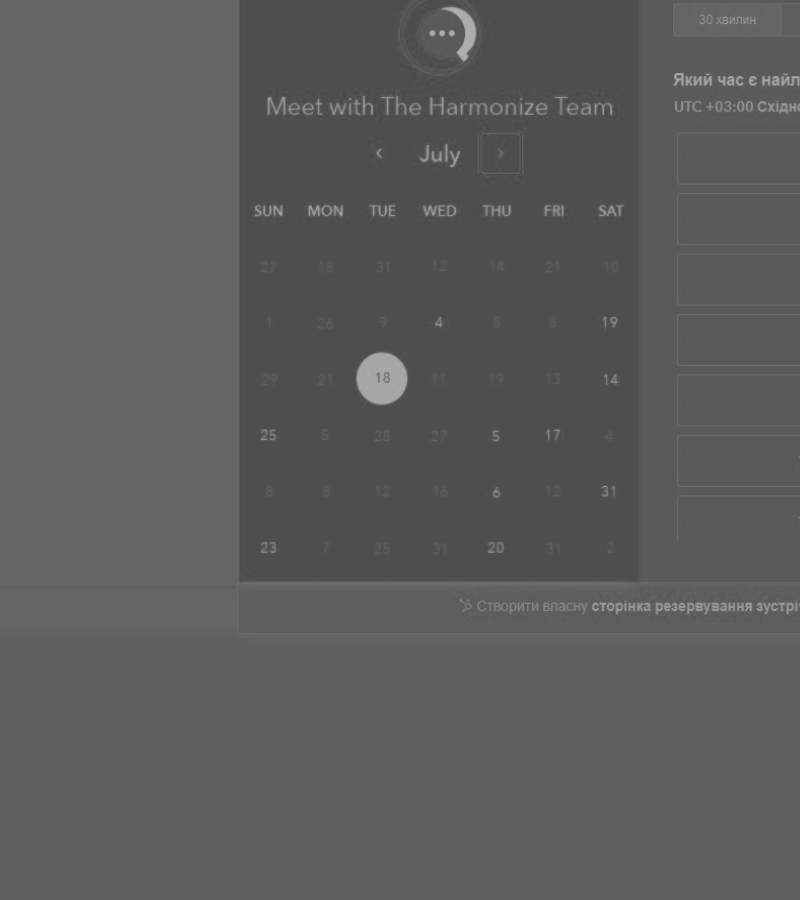 30 хвилин
Meet with The Harmonize Team
Який час є найл
UTC +03:00 Східно
July
SUN MON TUE WED THU FRI SAT
27 18 31 12 14 21 10
1 26 9 4 8 6 19
29 21 18 11 19 13 14
25 5 28 27 5 17 4
8 8 12 16 6 12 31
23 7 25 31 20 31 2
Створити власну сторінка резервування зустріч